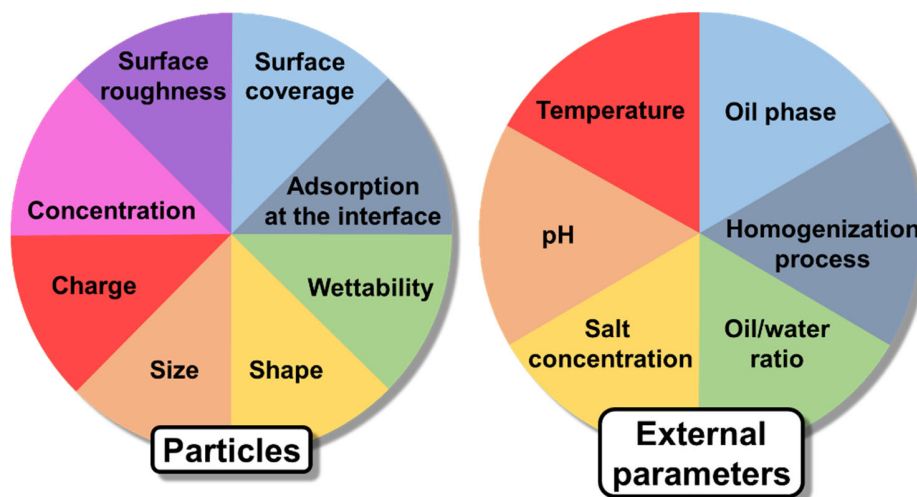 Surface
roughness
Surface
coverage
Adsorption
at the interface
Wettability
Shape
Size
Charge
Concentration
Particles
Temperature
Oil phase
Homogenization
process
Oil/water
ratio
Salt
concentration
pH
External
parameters